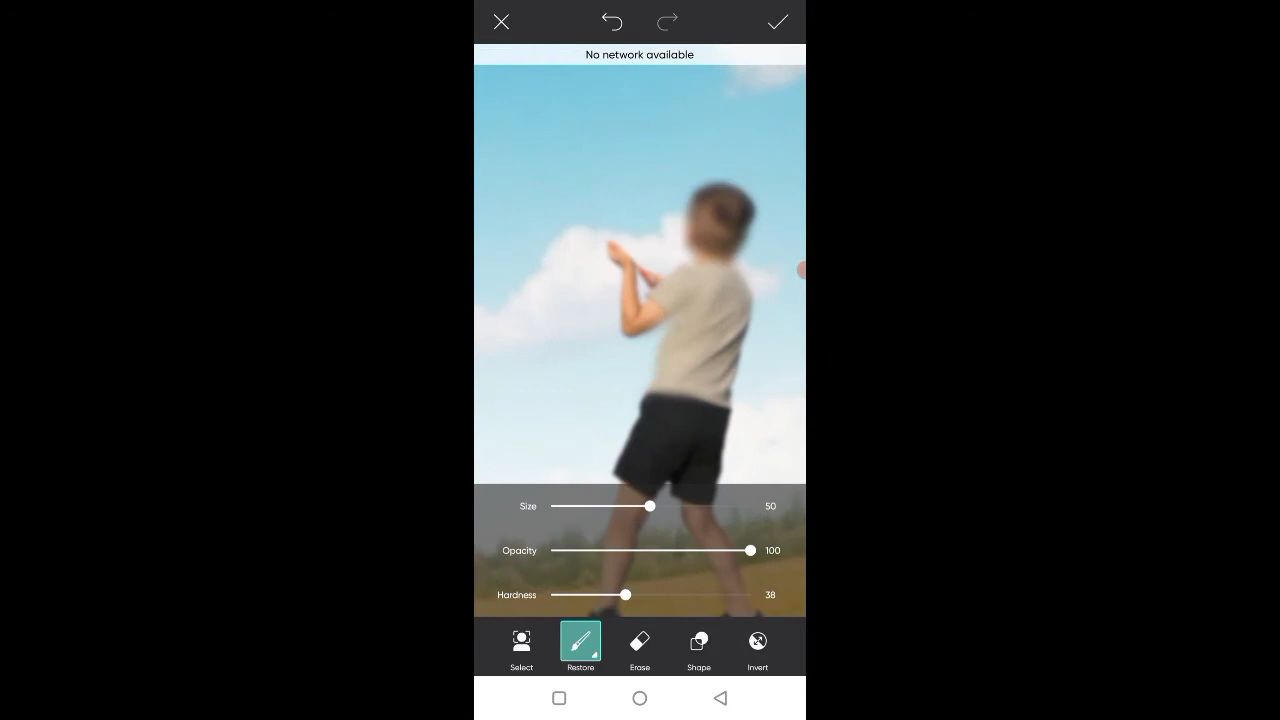 No network available
Size 50
Opacity 100
Hardness 38
Select Restore Erase Shape Invert